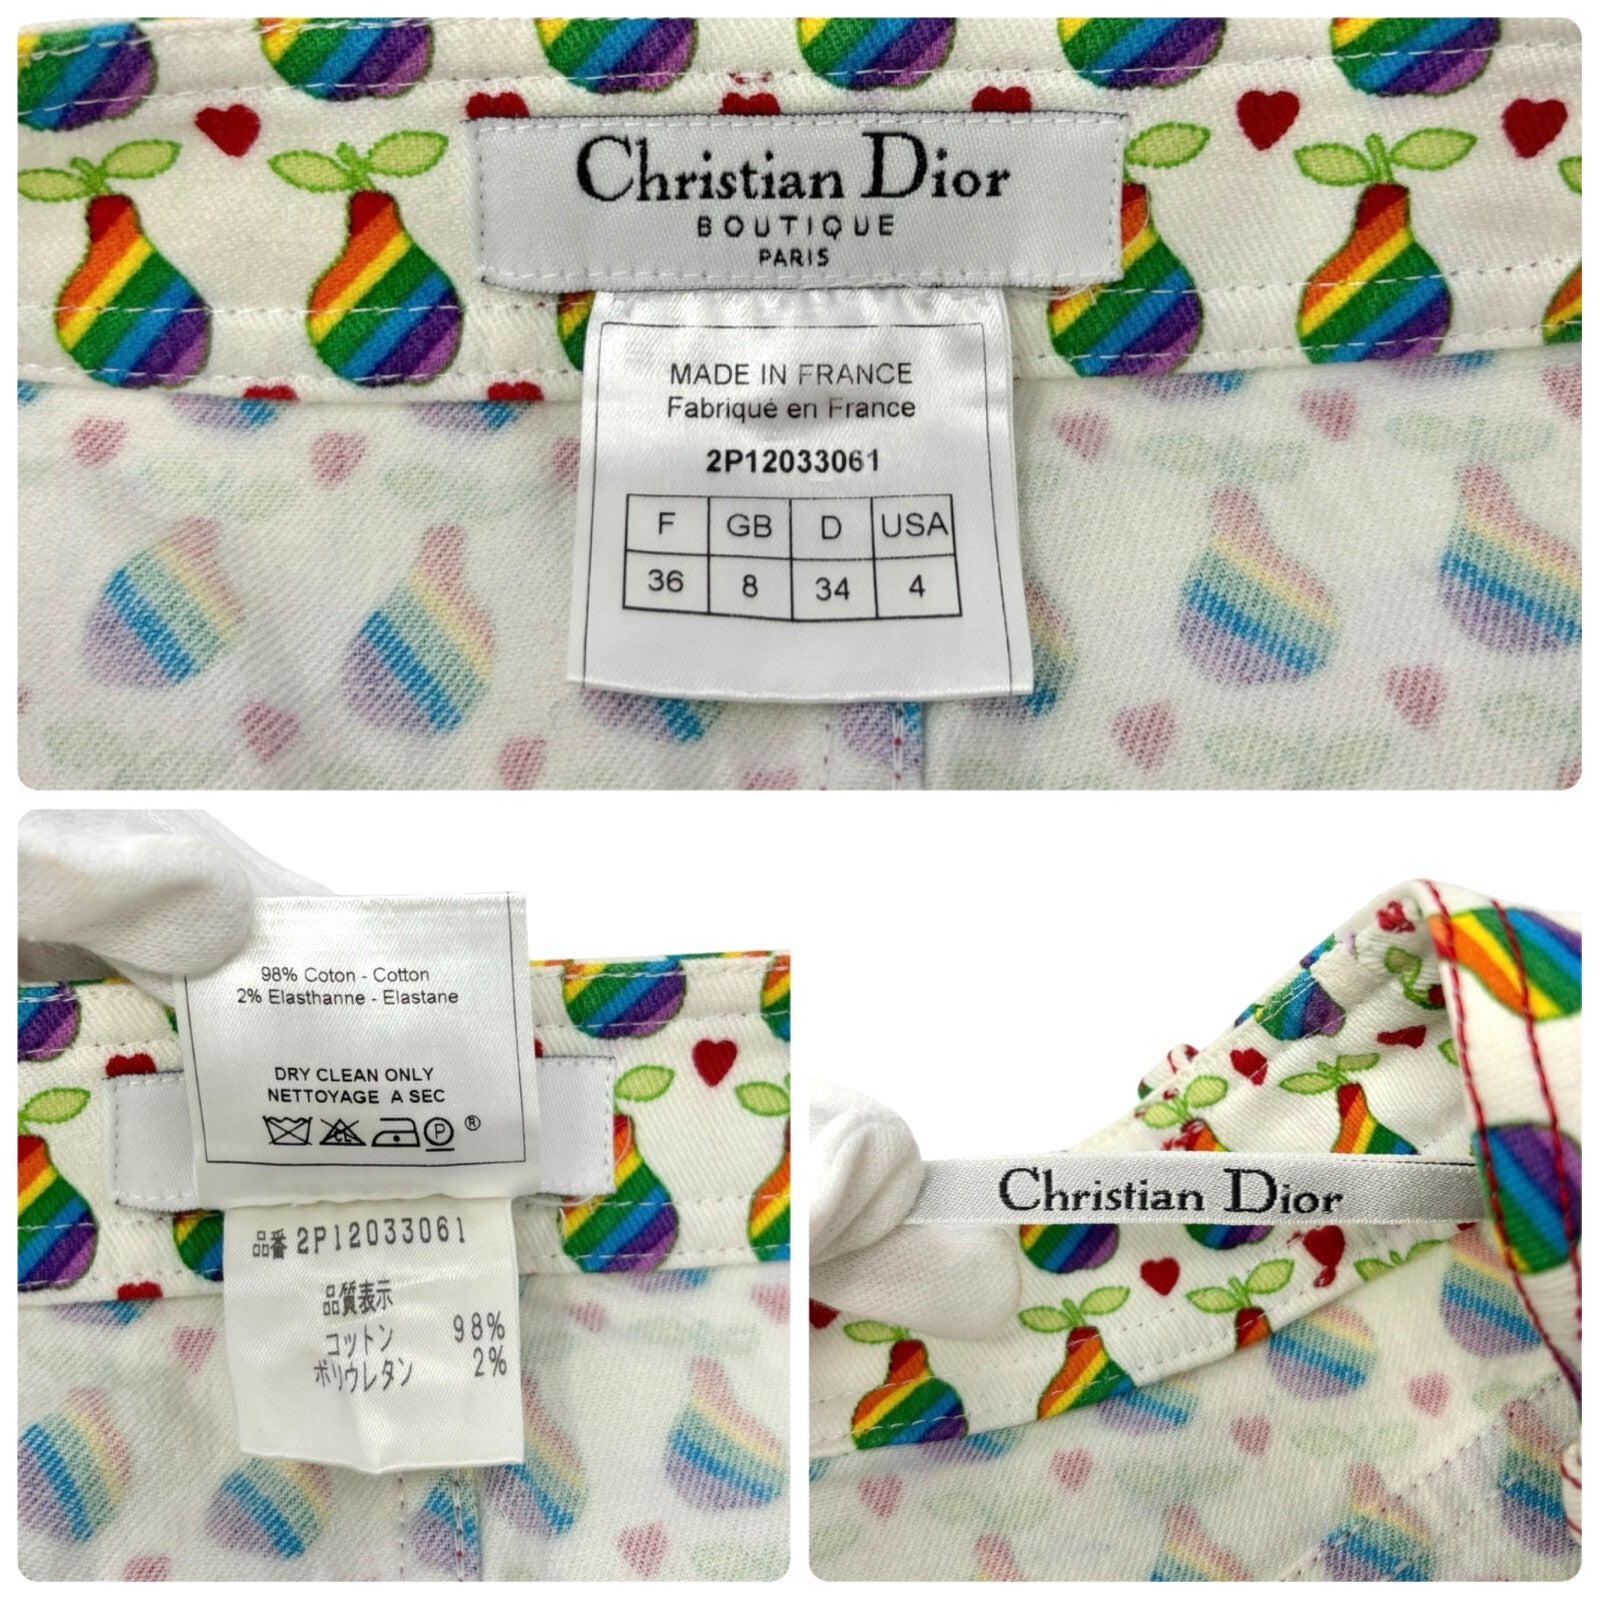 Christian Dior
BOUTIQUE
PARIS
MADE IN FRANCE
Fabriqué en France
2P12033061
F GB D USA
36 8 34 4
98% Coton - Cotton
2% Elasthanne - Elastane
DRY CLEAN ONLY
NETTOYAGE A SEC
CL P ®
品番 2P12033061
品質表示
コットン 98%
ポリウレタン 2%
Christian Dior